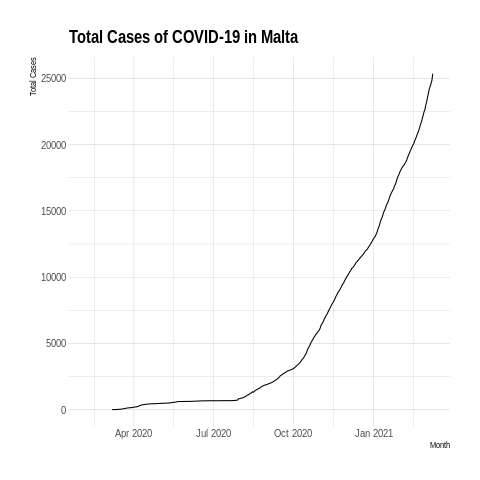 Total Cases of COVID-19 in Malta
Total Cases
25000
20000
15000
10000
5000
0
Apr 2020 Jul 2020 Oct 2020 Jan 2021
Month